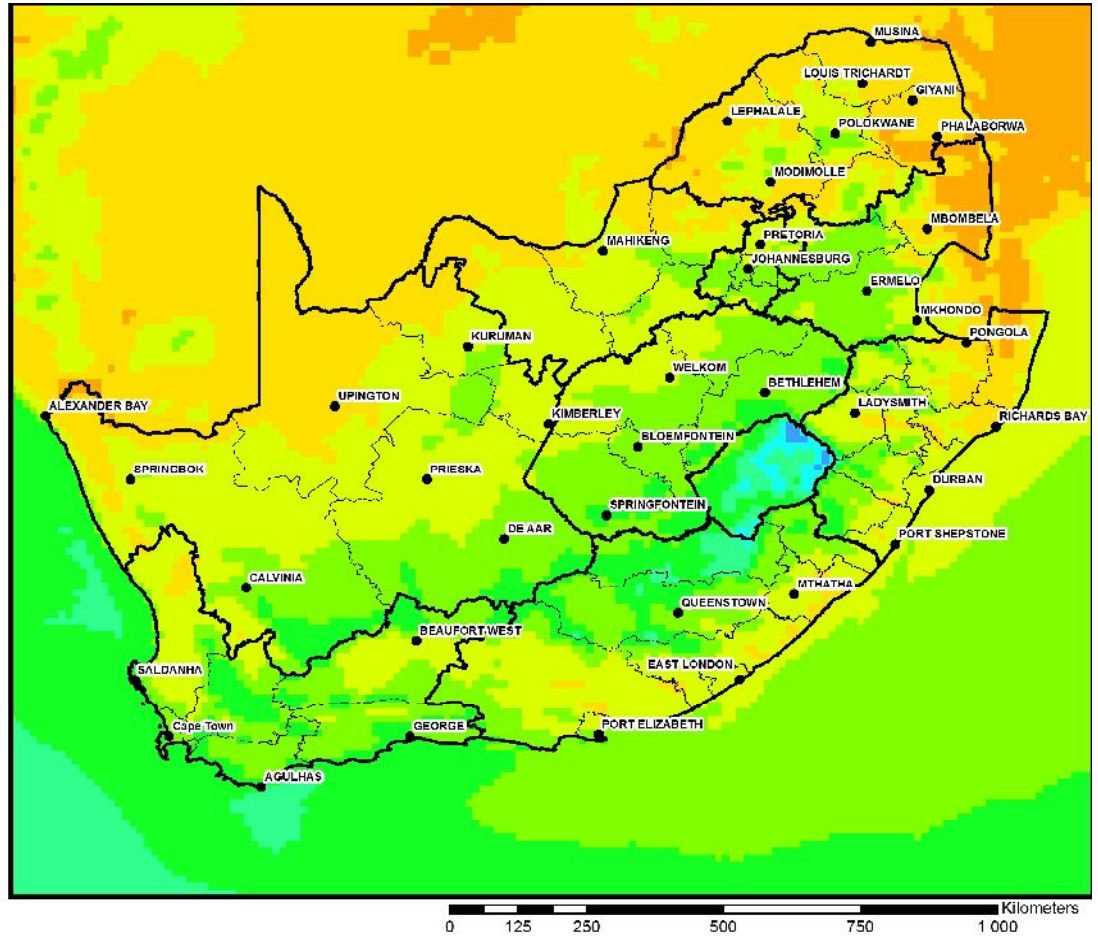 MUSINA
LOUIS TRICHARDT
GIYANI
LEPHALALE
POLOKWANE
PHALABORWA
MODIMOLLE
MBOMBELA
PRETORIA
MAHIKENG
JOHANNESBURG
ERMELO
MKHONDO
KURUMAN
PONGOLA
WELKOM
BETHLEHEM
UPINGTON
ALEXANDER BAY
KIMBERLEY
LADYSMITH
RICHARDS BAY
BLOEMFONTEIN
SPRINGBOK
PRIESKA
DURBAN
SPRINGFONTEIN
DE AAR
PORT SHEPSTONE
CALVINIA
MTHATHA
QUEENSTOWN
BEAUFORT WEST
EAST LONDON
SALDANHA
Cape Town
GEORGE
PORT ELIZABETH
AGULHAS
Kilometers
0 125 250 500 750 1 000